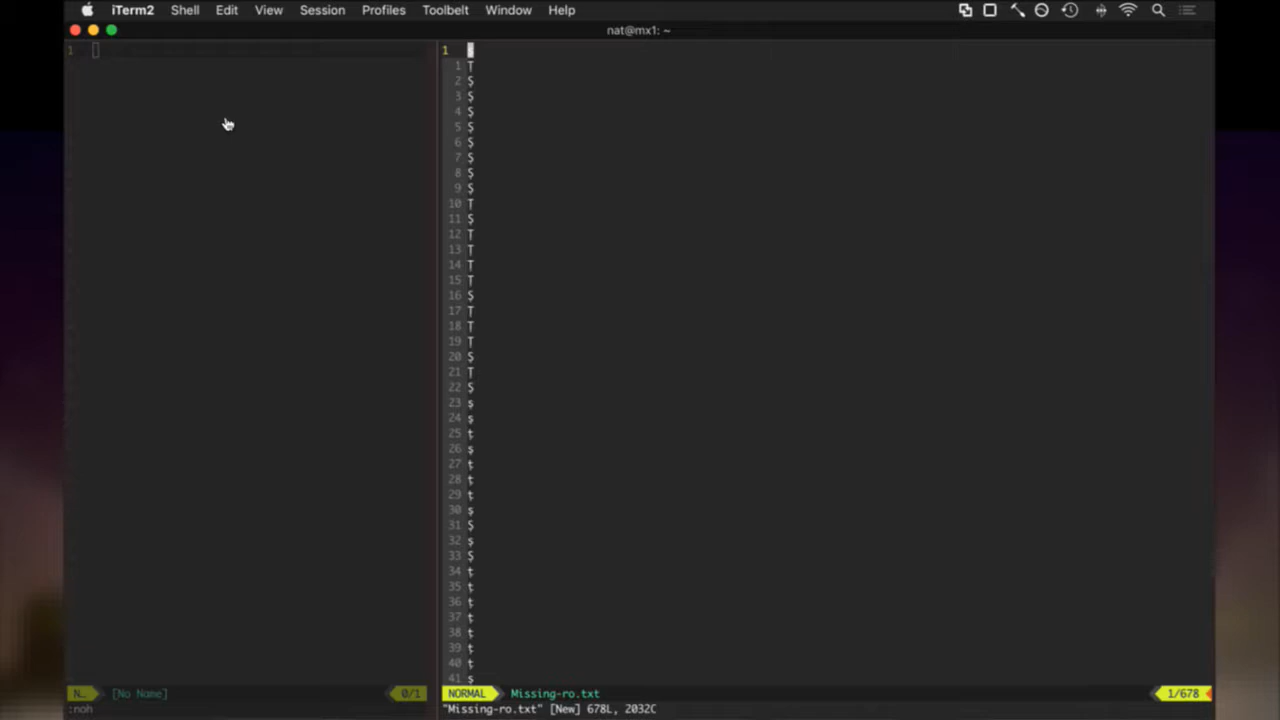 iTerm2 Shell Edit View Session Profiles Toolbelt Window Help
nat@mx1: ~
1
N… [No Name] 0/1
:noh
1
1 Ț
2 Ș
3 Ș
4 Ș
5 Ș
6 Ș
7 Ș
8 Ș
9 Ș
10 Ț
11 Ș
12 Ț
13 Ț
14 Ț
15 Ț
16 Ș
17 Ț
18 Ț
19 Ț
20 Ș
21 Ț
22 Ș
23 ș
24 ș
25 ț
26 ș
27 ț
28 ț
29 ț
30 ș
31 Ș
32 ș
33 Ș
34 ț
35 ț
36 ț
37 ț
38 ț
39 ț
40 ț
41 ș
NORMAL Missing-ro.txt 1/678
"Missing-ro.txt" [New] 678L, 2032C